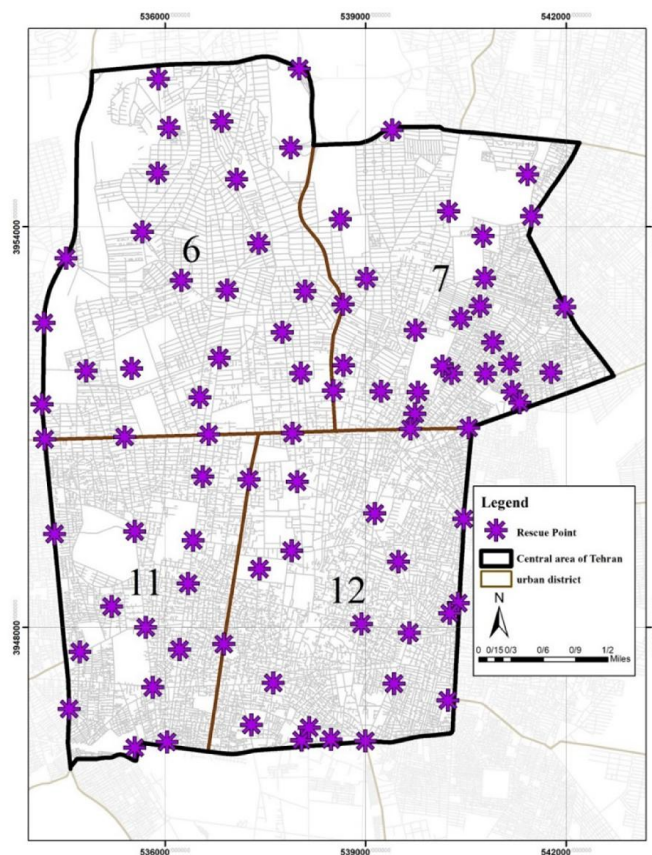 536000 539000 542000
3954000
6
7
Legend
Rescue Point
Central area of Tehran
urban district
N
0 0/15 0/3 0/6 0/9 1/2
Miles
11
12
3948000
536000 539000 542000